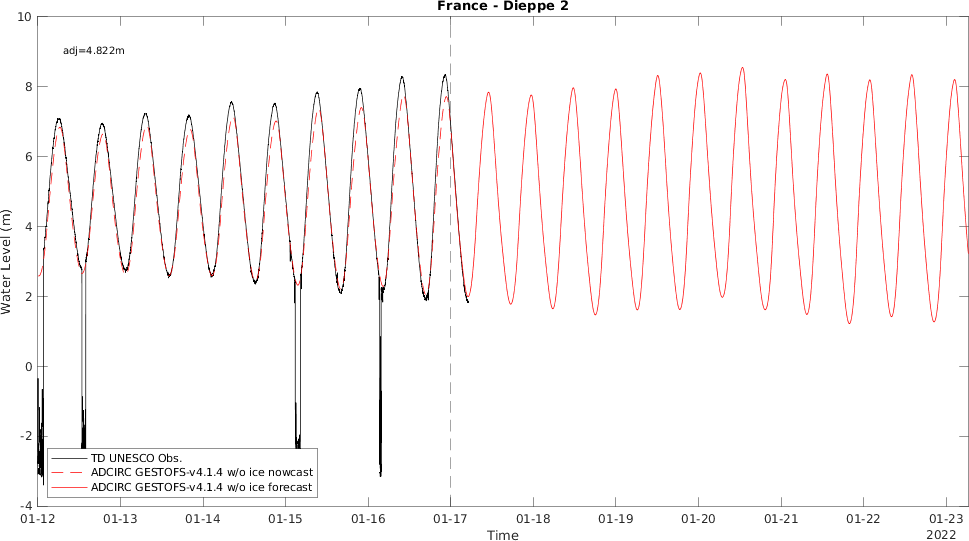 France - Dieppe 2
adj=4.822m
Water Level (m)
10
8
6
4
2
0
-2
-4
TD UNESCO Obs.
ADCIRC GESTOFS-v4.1.4 w/o ice nowcast
ADCIRC GESTOFS-v4.1.4 w/o ice forecast
01-12 01-13 01-14 01-15 01-16 01-17 01-18 01-19 01-20 01-21 01-22 01-23
Time
2022